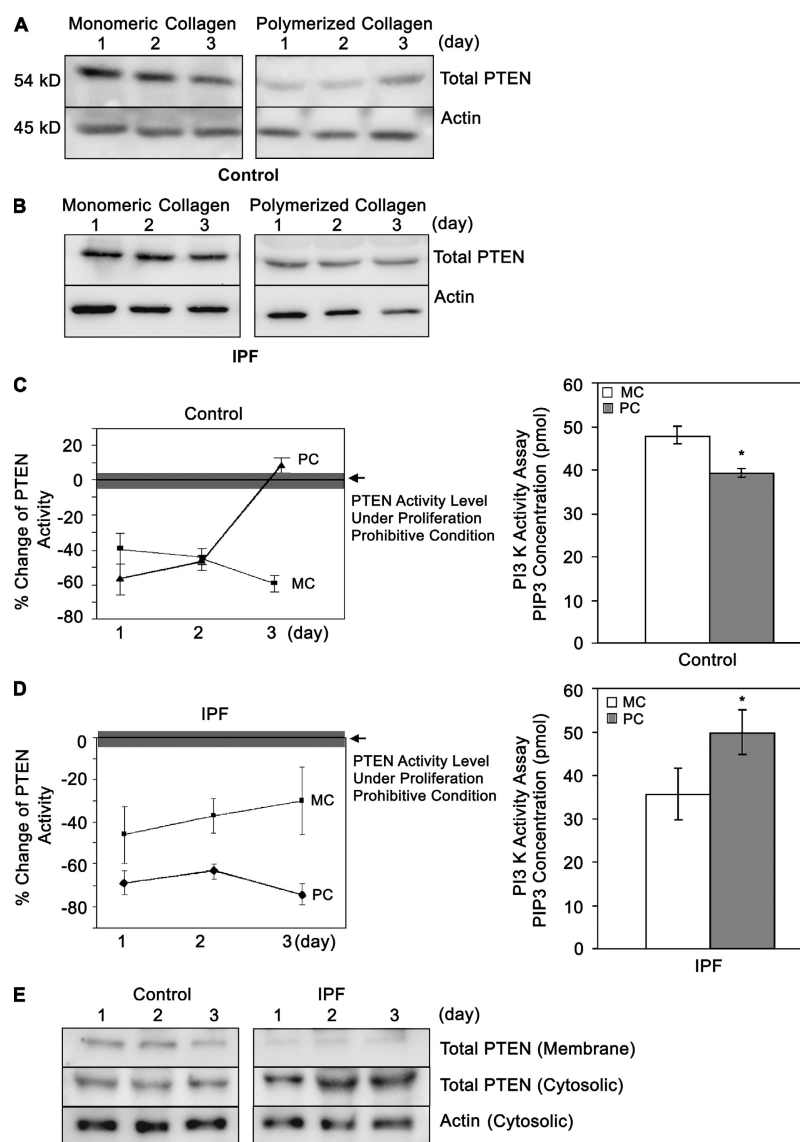 A
Monomeric Collagen Polymerized Collagen
1 2 3 1 2 3 (day)
54 kD Total PTEN
45 kD Actin
Control
B
Monomeric Collagen Polymerized Collagen
1 2 3 1 2 3 (day)
Total PTEN
Actin
IPF
C
Control
% Change of PTEN
Activity
20
0
-20
-40
-60
-80
PC
MC
1 2 3 (day)
PTEN Activity Level
Under Proliferation
Prohibitive Condition
PI3 K Activity Assay
PIP3 Concentration (pmol)
60
50
40
30
20
10
0
MC
PC
*
Control
D
IPF
% Change of PTEN
Activity
0
-20
-40
-60
-80
MC
PC
1 2 3 (day)
PTEN Activity Level
Under Proliferation
Prohibitive Condition
PI3 K Activity Assay
PIP3 Concentration (pmol)
60
50
40
30
20
10
0
MC
PC
*
IPF
E
Control IPF
1 2 3 1 2 3 (day)
Total PTEN (Membrane)
Total PTEN (Cytosolic)
Actin (Cytosolic)